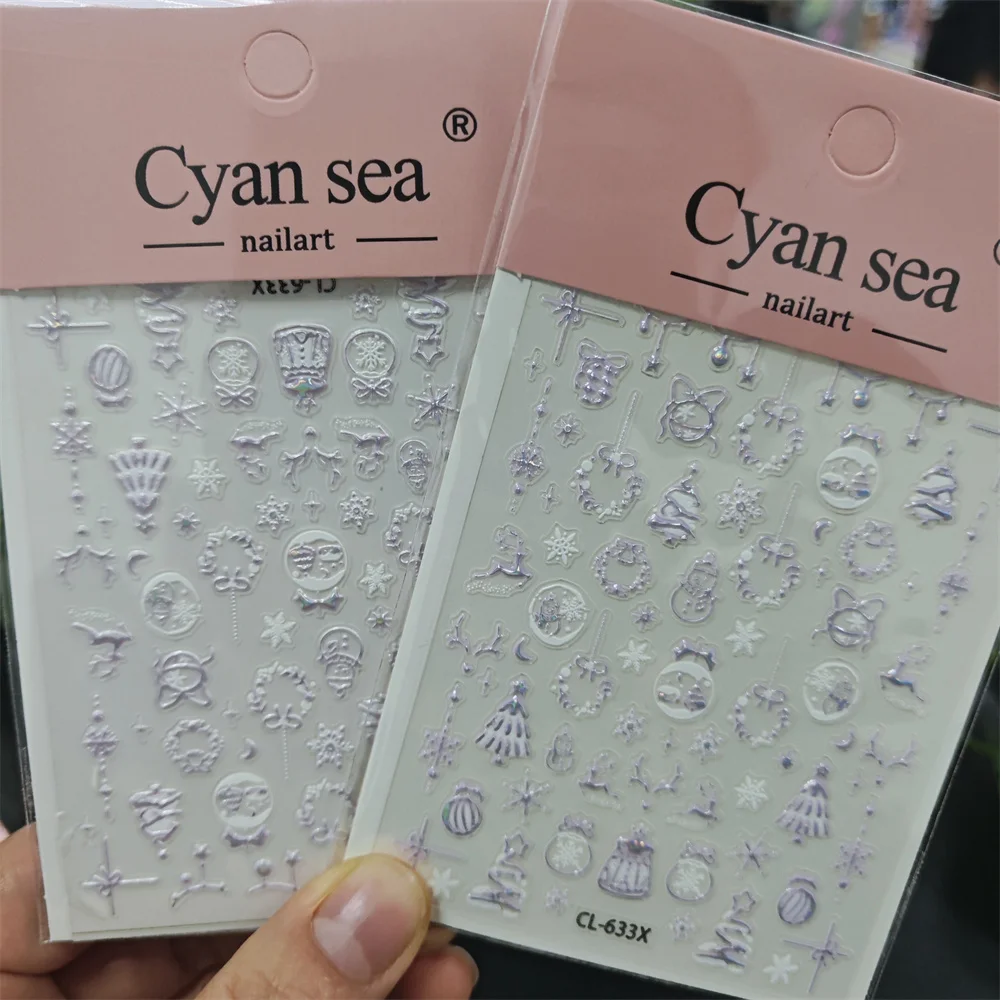 Cyan sea ®
nailart
CL-633X
Cyan sea
nailart
CL-633X